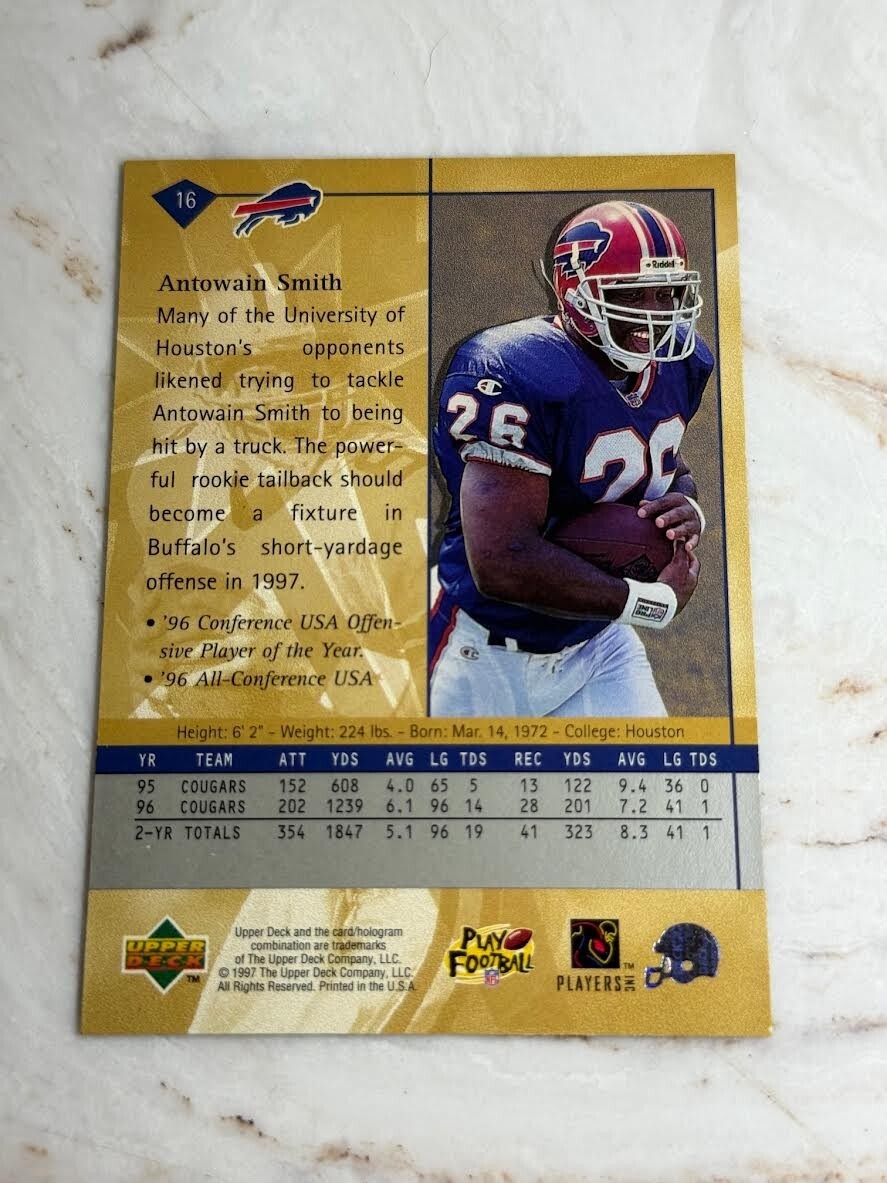 16
Antowain Smith
Many of the University of
Houston's opponents
likened trying to tackle
Antowain Smith to being
hit by a truck. The power-
ful rookie tailback should
become a fixture in
Buffalo's short-yardage
offense in 1997.
• '96 Conference USA Offen-
sive Player of the Year.
• '96 All-Conference USA
Riddell
26
26
Height: 6' 2" - Weight: 224 lbs. - Born: Mar. 14, 1972 - College: Houston
YR TEAM ATT YDS AVG LG TDS REC YDS AVG LG TDS
95 COUGARS 152 608 4.0 65 5 13 122 9.4 36 0
96 COUGARS 202 1239 6.1 96 14 28 201 7.2 41 1
2-YR TOTALS 354 1847 5.1 96 19 41 323 8.3 41 1
UPPER
DECK
TM
Upper Deck and the card/hologram
combination are trademarks
of The Upper Deck Company, LLC.
© 1997 The Upper Deck Company, LLC.
All Rights Reserved. Printed in the U.S.A.
PLAY
FOOTBALL
NFL
PLAYERS INC
TM